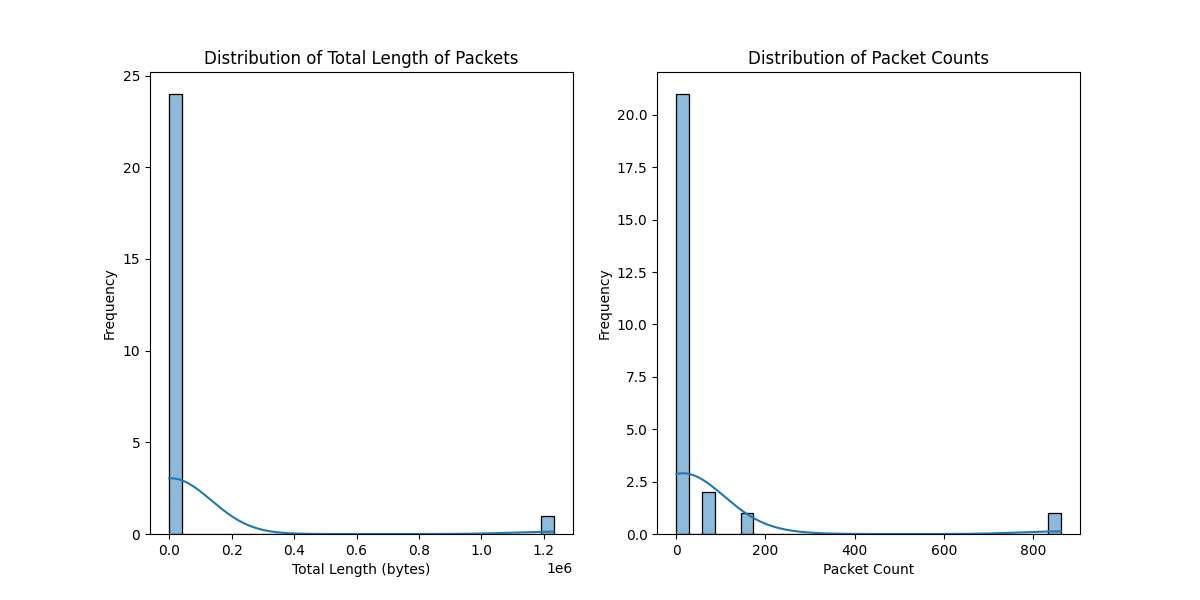 Distribution of Total Length of Packets
25
20
15
10
5
0
Frequency
0.0 0.2 0.4 0.6 0.8 1.0 1.2
1e6
Total Length (bytes)
Distribution of Packet Counts
20.0
17.5
15.0
12.5
10.0
7.5
5.0
2.5
0.0
Frequency
0 200 400 600 800
Packet Count